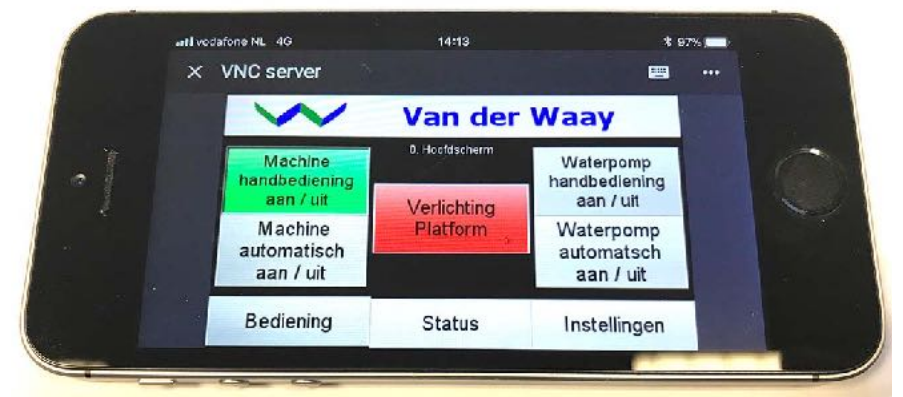 vodafone NL 4G 14:13 97%
× VNC server •••
Van der Waay
0. Hoofdscherm
Machine
handbediening
aan / uit
Verlichting
Platform
Waterpomp
handbediening
aan / uit
Machine
automatisch
aan / uit
Waterpomp
automatsch
aan / uit
Bediening
Status
Instellingen